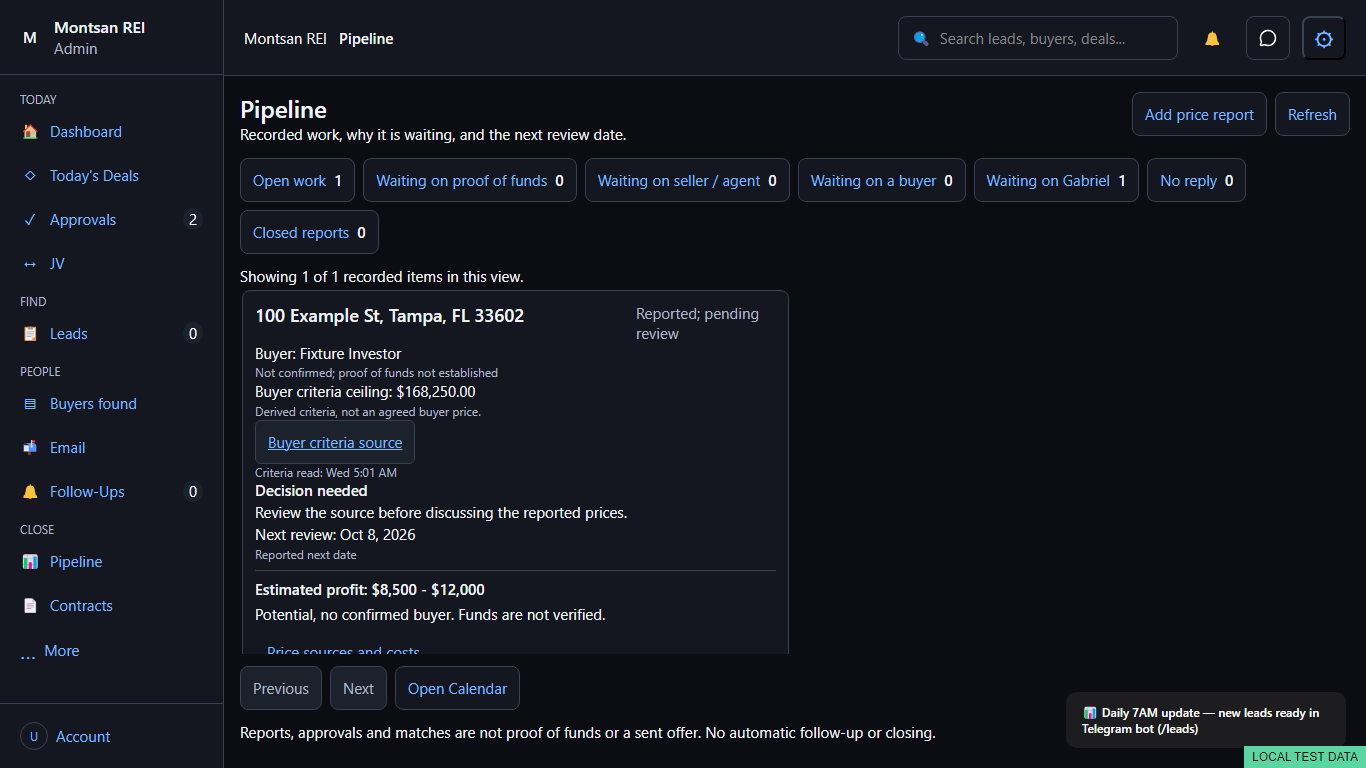 M
Montsan REI
Admin
Montsan REI Pipeline
Search leads, buyers, deals...
TODAY
Dashboard
Today's Deals
Approvals 2
JV
FIND
Leads 0
PEOPLE
Buyers found
Email
Follow-Ups 0
CLOSE
Pipeline
Contracts
... More
U Account
Pipeline
Recorded work, why it is waiting, and the next review date.
Add price report
Refresh
Open work 1
Waiting on proof of funds 0
Waiting on seller / agent 0
Waiting on a buyer 0
Waiting on Gabriel 1
No reply 0
Closed reports 0
Showing 1 of 1 recorded items in this view.
100 Example St, Tampa, FL 33602
Reported; pending
review
Buyer: Fixture Investor
Not confirmed; proof of funds not established
Buyer criteria ceiling: $168,250.00
Derived criteria, not an agreed buyer price.
Buyer criteria source
Criteria read: Wed 5:01 AM
Decision needed
Review the source before discussing the reported prices.
Next review: Oct 8, 2026
Reported next date
Estimated profit: $8,500 - $12,000
Potential, no confirmed buyer. Funds are not verified.
Price sources and costs
Previous
Next
Open Calendar
Reports, approvals and matches are not proof of funds or a sent offer. No automatic follow-up or closing.
Daily 7AM update — new leads ready in
Telegram bot (/leads)
LOCAL TEST DATA